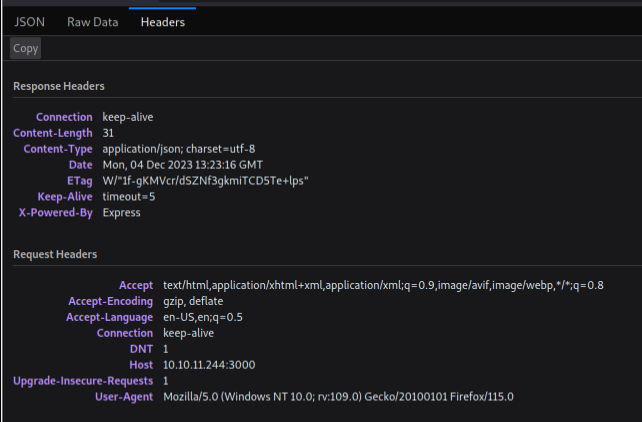 JSON Raw Data Headers
Copy
Response Headers
Connection keep-alive
Content-Length 31
Content-Type application/json; charset=utf-8
Date Mon, 04 Dec 2023 13:23:16 GMT
ETag W/"1f-gKMVcr/dSZNf3gkmiTCD5Te+lps"
Keep-Alive timeout=5
X-Powered-By Express
Request Headers
Accept text/html,application/xhtml+xml,application/xml;q=0.9,image/avif,image/webp,*/*;q=0.8
Accept-Encoding gzip, deflate
Accept-Language en-US,en;q=0.5
Connection keep-alive
DNT 1
Host 10.10.11.244:3000
Upgrade-Insecure-Requests 1
User-Agent Mozilla/5.0 (Windows NT 10.0; rv:109.0) Gecko/20100101 Firefox/115.0